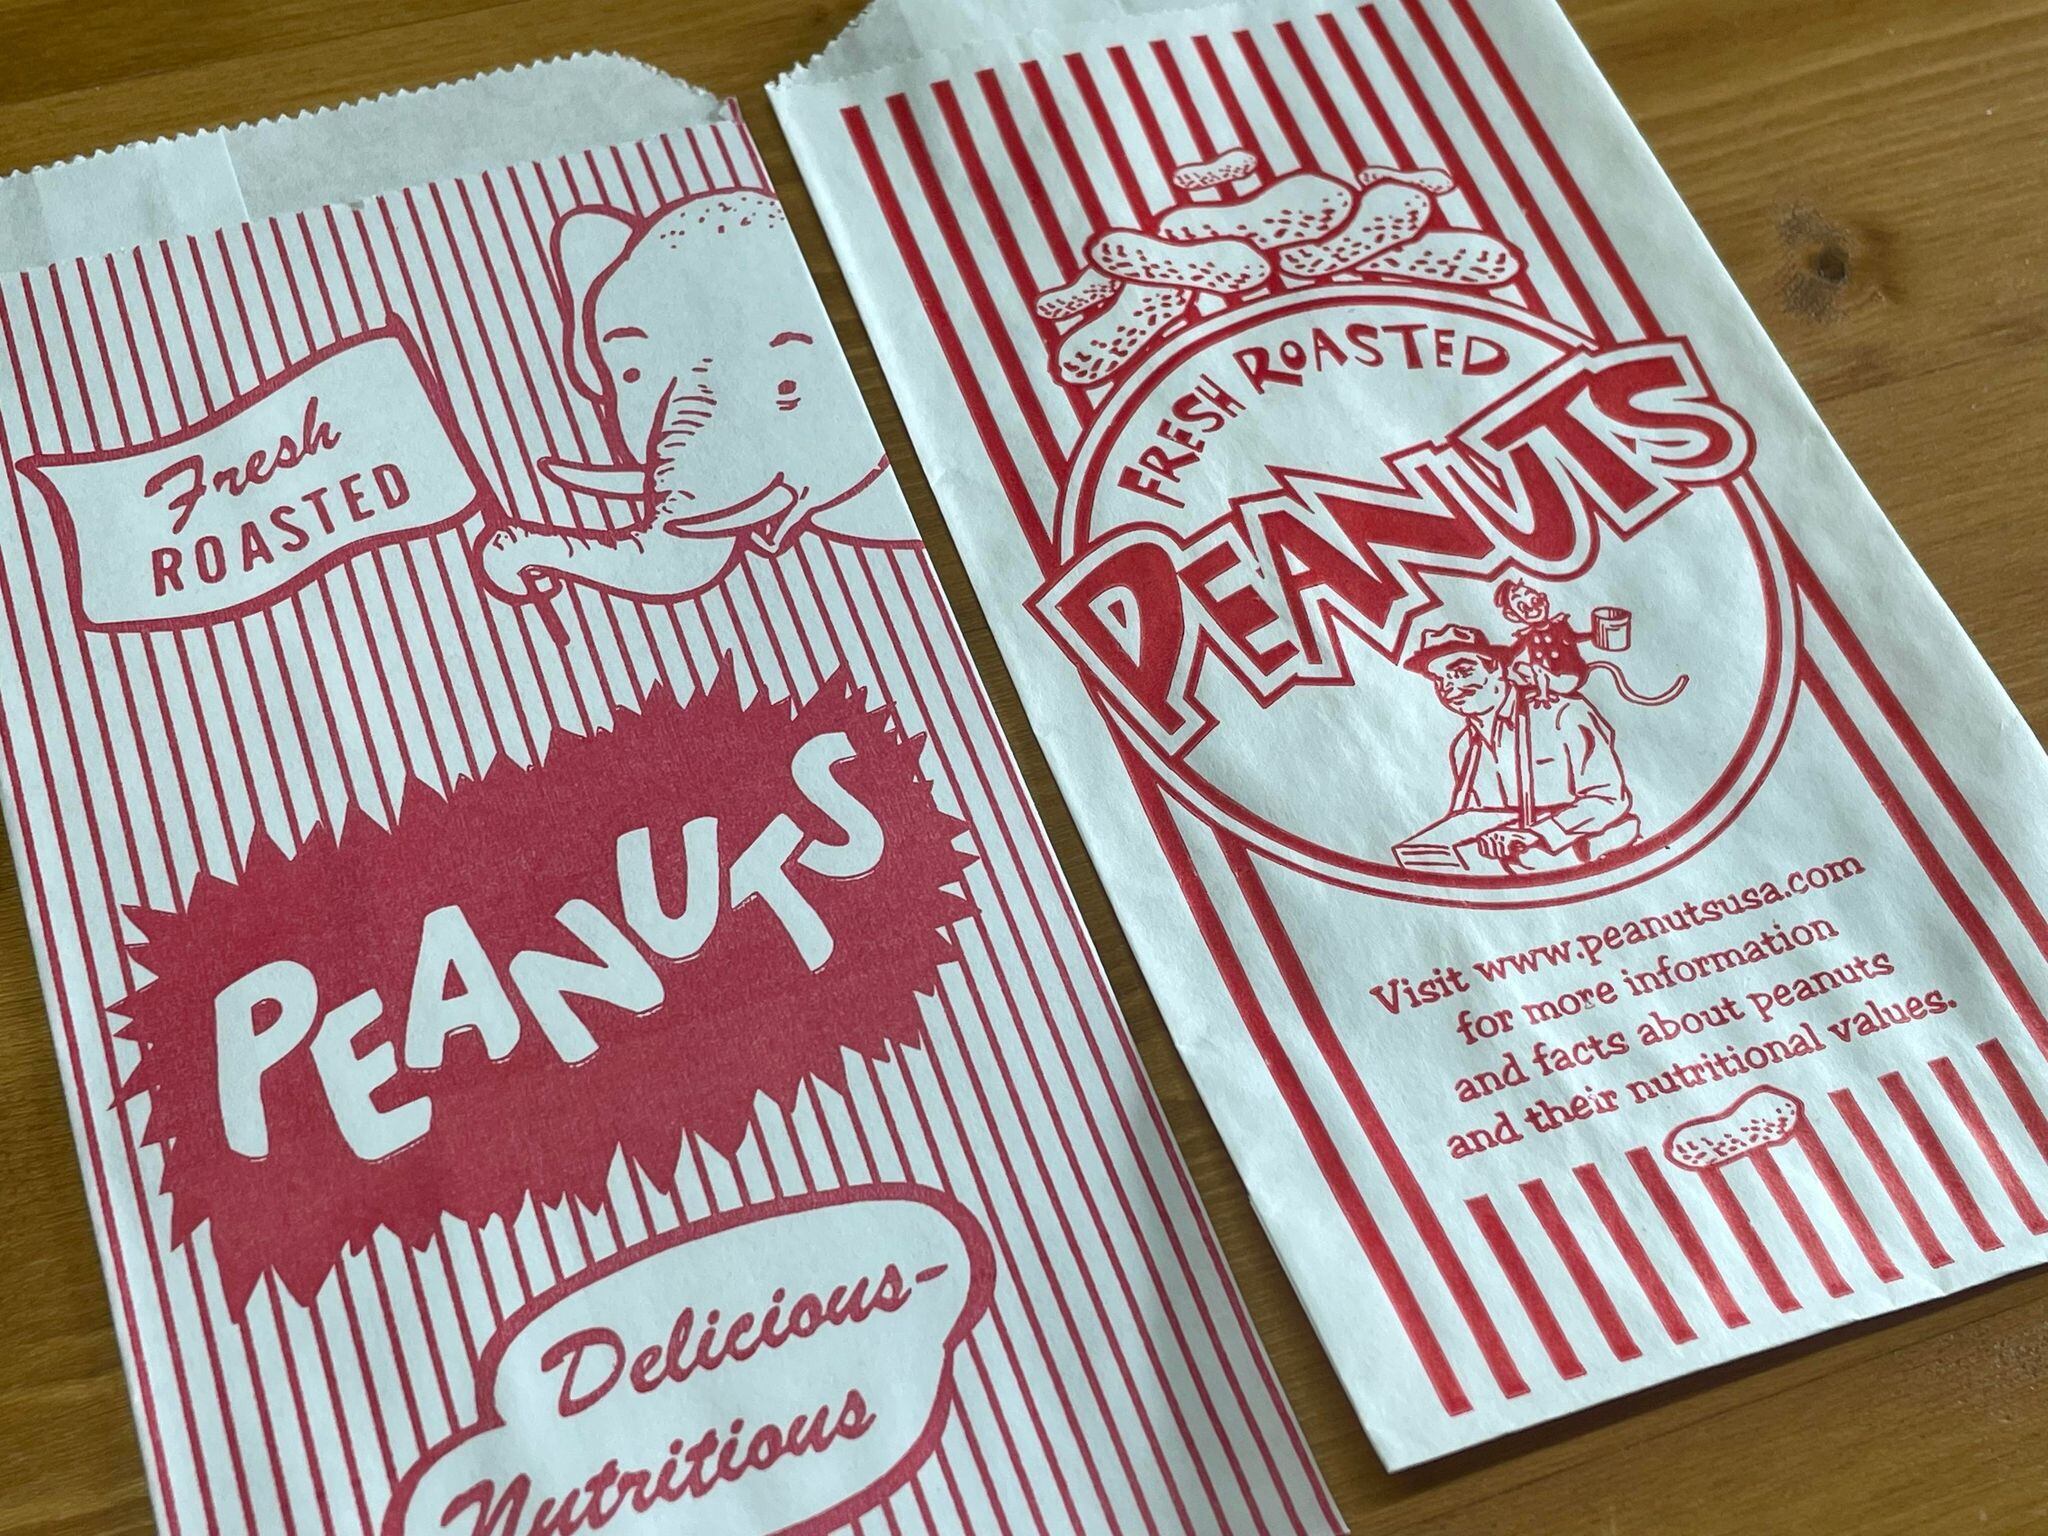 Fresh
ROASTED
PEANUTS
Delicious-
Nutritious
FRESH ROASTED
PEANUTS
Visit www.peanutsusa.com
for more information
and facts about peanuts
and their nutritional values.